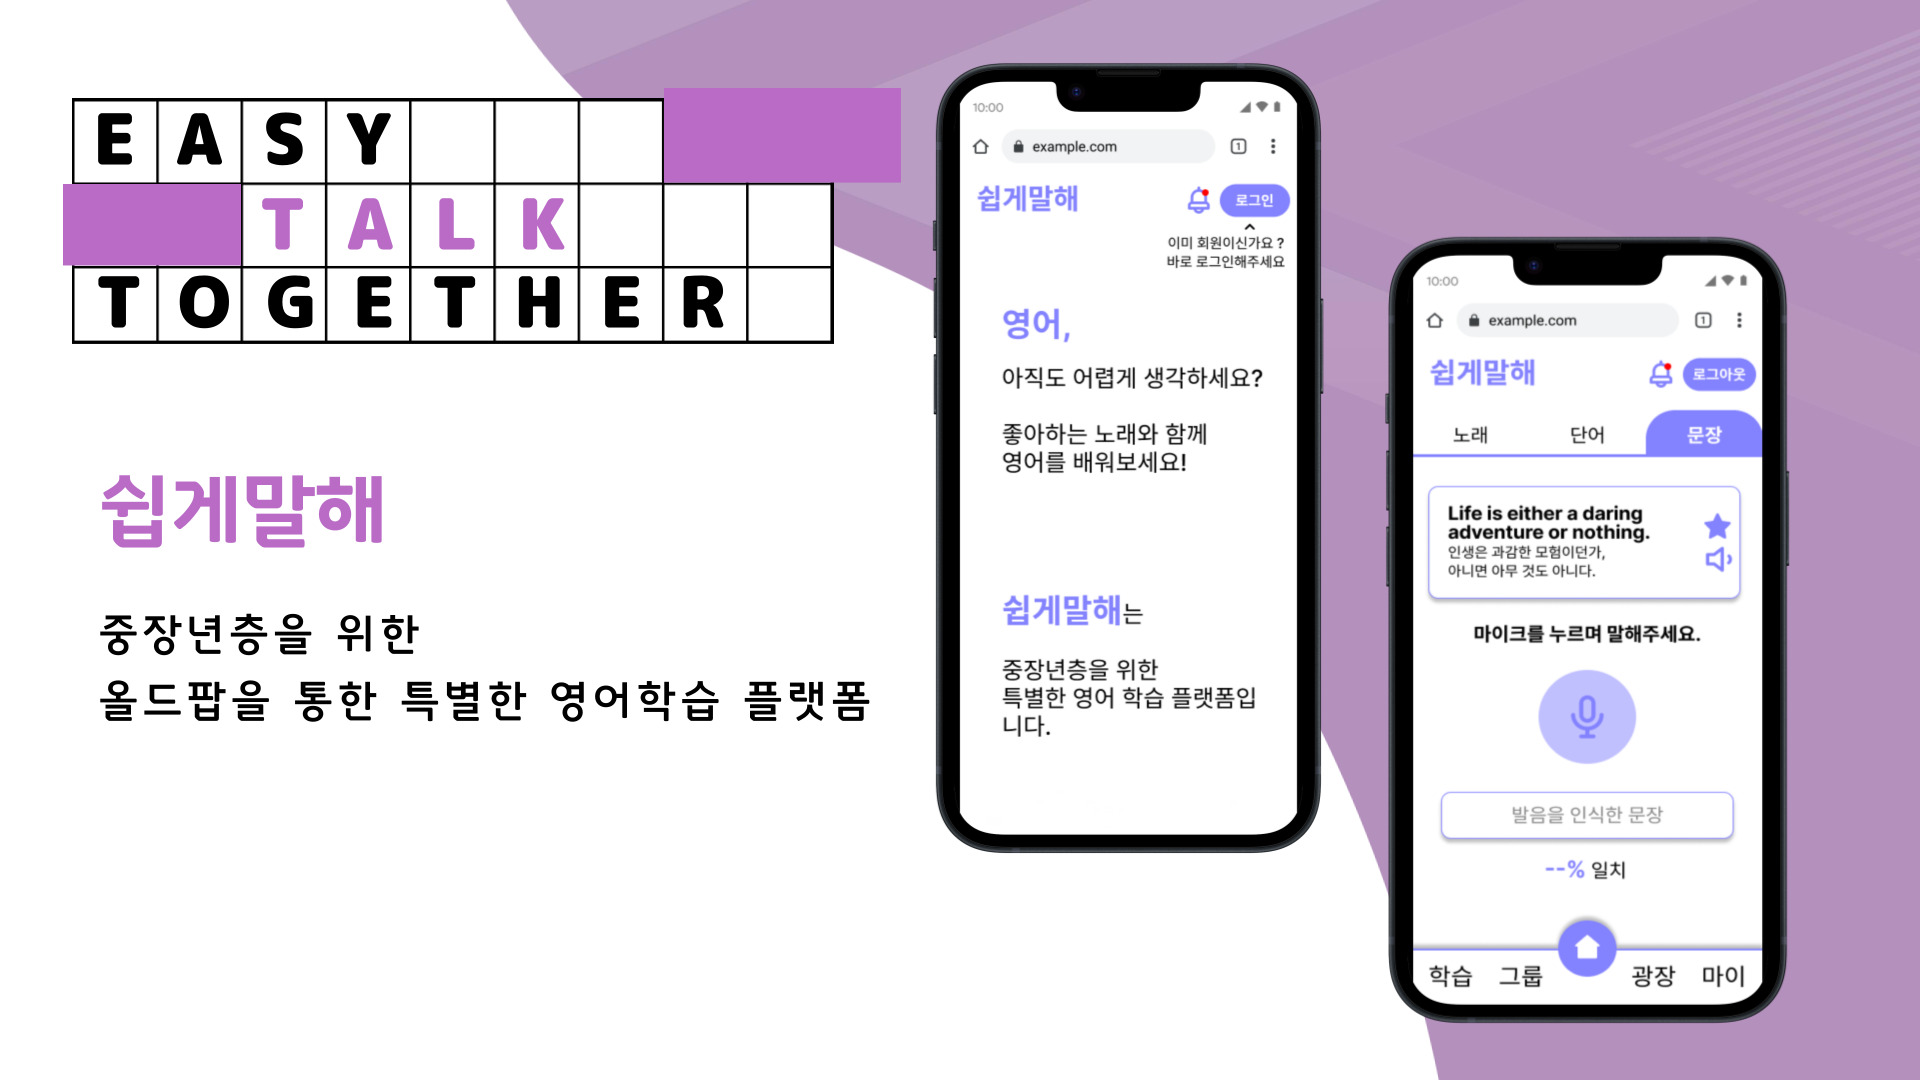 EASY
TALK
TOGETHER
쉽게말해
중장년층을 위한
올드팝을 통한 특별한 영어학습 플랫폼
10:00
example.com
1
쉽게말해
로그인
이미 회원이신가요 ?
바로 로그인해주세요
영어,
아직도 어렵게 생각하세요?
좋아하는 노래와 함께
영어를 배워보세요!
쉽게말해는
중장년층을 위한
특별한 영어 학습 플랫폼입
니다.
10:00
example.com
1
쉽게말해
로그아웃
노래 단어 문장
Life is either a daring
adventure or nothing.
인생은 과감한 모험이던가,
아니면 아무 것도 아니다.
마이크를 누르며 말해주세요.
발음을 인식한 문장
--% 일치
학습 그룹 광장 마이